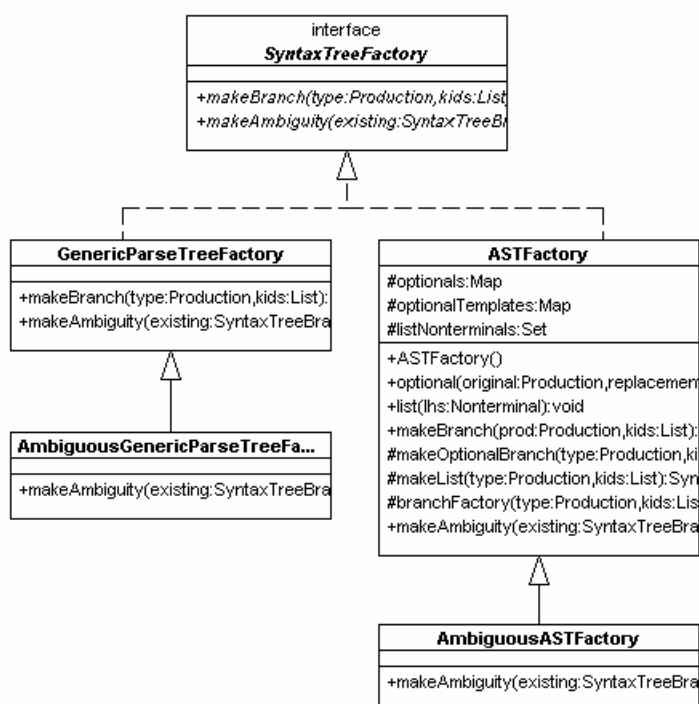 interface
SyntaxTreeFactory
+makeBranch(type:Production,kids:List
+makeAmbiguity(existing:SyntaxTreeB
GenericParseTreeFactory
+makeBranch(type:Production,kids:List):
+makeAmbiguity(existing:SyntaxTreeBra
AmbiguousGenericParseTreeFa...
+makeAmbiguity(existing:SyntaxTreeBra
ASTFactory
#optionals:Map
#optionalTemplates:Map
#listNonterminals:Set
+ASTFactory()
+optional(original:Production,replacemen
+list(lhs:Nonterminal):void
+makeBranch(prod:Production,kids:List):
#makeOptionalBranch(type:Production,ki
#makeList(type:Production,kids:List):Syn
#branchFactory(type:Production,kids:Lis
+makeAmbiguity(existing:SyntaxTreeBra
AmbiguousASTFactory
+makeAmbiguity(existing:SyntaxTreeBra